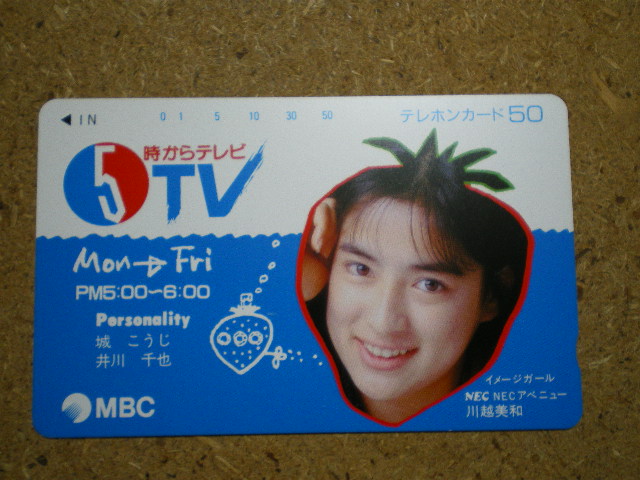 ◀IN
0 1 5 10 30 50
テレホンカード50
5時からテレビ
TV
Mon→Fri
PM5:00~6:00
Personality
城 こうじ
井川 千也
MBC
イメージガール
NEC NECアベニュー
川越美和